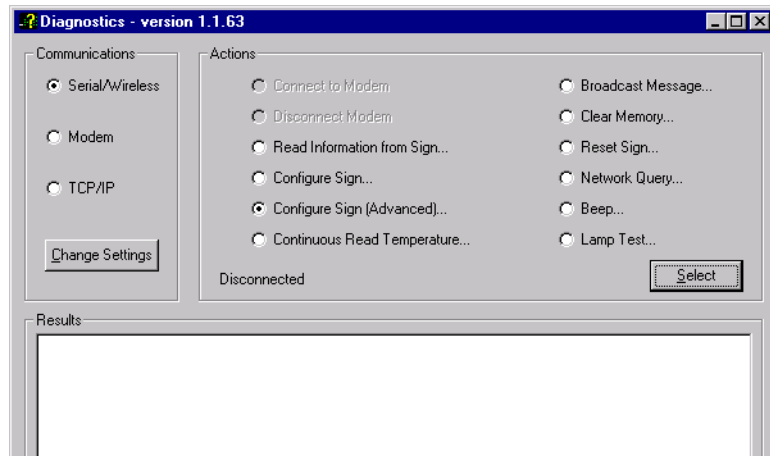 Diagnostics - version 1.1.63
Communications
Serial/Wireless
Modem
TCP/IP
Change Settings
Actions
Connect to Modem
Disconnect Modem
Read Information from Sign...
Configure Sign...
Configure Sign (Advanced)...
Continuous Read Temperature...
Broadcast Message...
Clear Memory...
Reset Sign...
Network Query...
Beep...
Lamp Test...
Disconnected
Select
Results